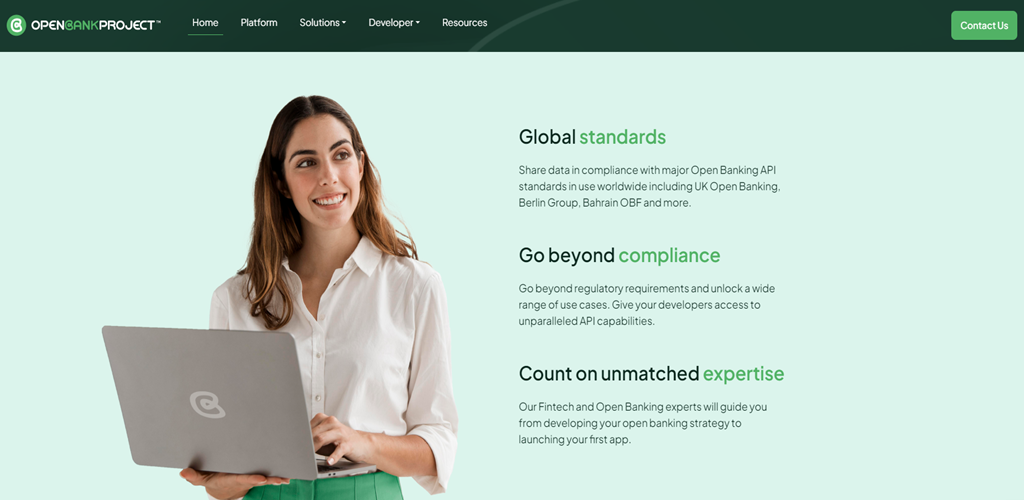 OPENBANKPROJECT™
Home Platform Solutions Developer Resources
Contact Us
Global standards
Share data in compliance with major Open Banking API
standards in use worldwide including UK Open Banking,
Berlin Group, Bahrain OBF and more.
Go beyond compliance
Go beyond regulatory requirements and unlock a wide
range of use cases. Give your developers access to
unparalleled API capabilities.
Count on unmatched expertise
Our Fintech and Open Banking experts will guide you
from developing your open banking strategy to
launching your first app.